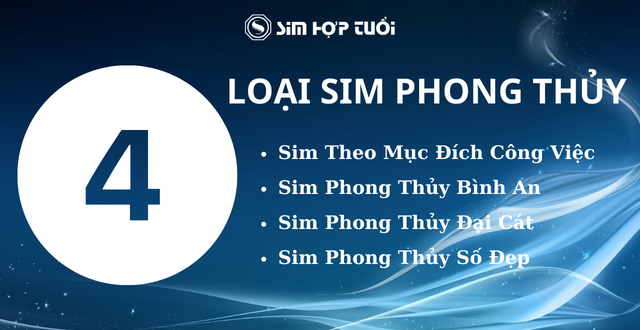 SIM HỢP TUỔI
4
LOẠI SIM PHONG THỦY
• Sim Theo Mục Đích Công Việc
• Sim Phong Thủy Bình An
• Sim Phong Thủy Đại Cát
• Sim Phong Thủy Số Đẹp